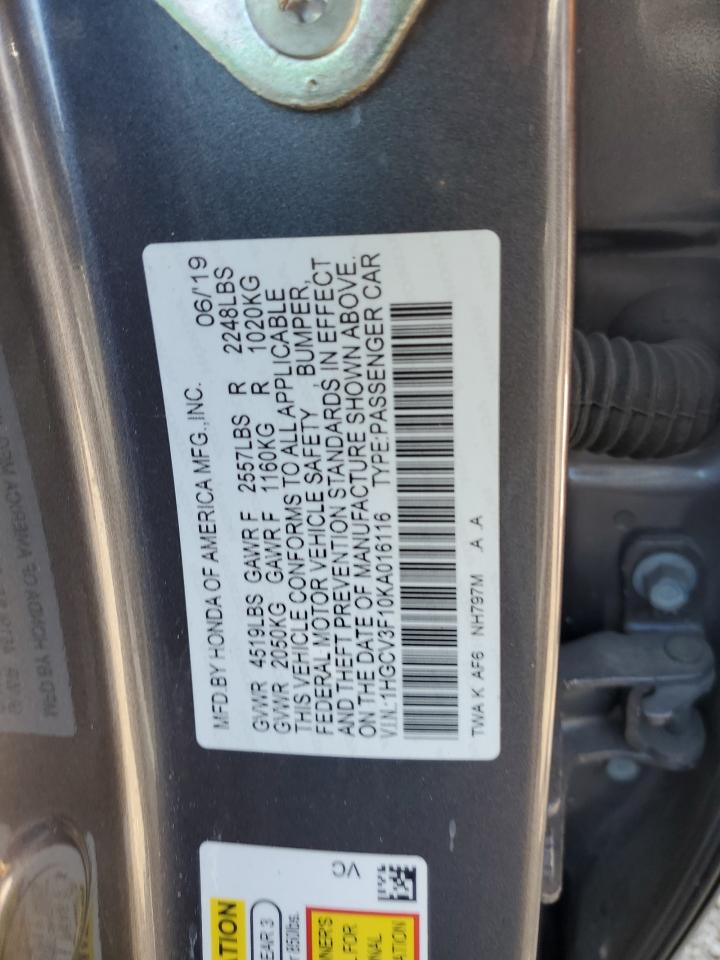 MFD.BY HONDA OF AMERICA MFG.,INC. 06/'19
GVWR 4519LBS GAWR F 2557LBS R 2248LBS
GVWR 2050KG GAWR F 1160KG R 1020KG
THIS VEHICLE CONFORMS TO ALL APPLICABLE
FEDERAL MOTOR VEHICLE SAFETY , BUMPER,
AND THEFT PREVENTION STANDARDS IN EFFECT
ON THE DATE OF MANUFACTURE SHOWN ABOVE.
V.I.N.:1HGCV3F10KA016116 TYPE:PASSENGER CAR
TWA K AF6 NH797M .A .A
VC